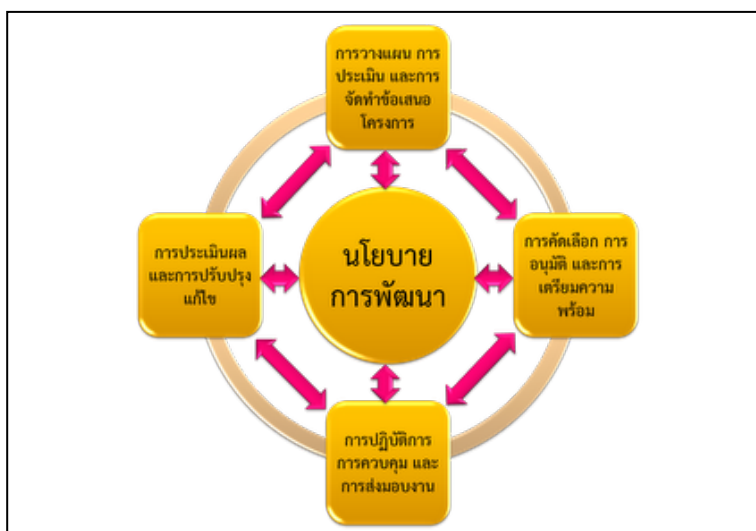 การวางแผน การ
ประเมิน และการ
จัดทำข้อเสนอ
โครงการ
การประเมินผล
และการปรับปรุง
แก้ไข
นโยบาย
การพัฒนา
การคัดเลือก การ
อนุมัติ และการ
เตรียมความ
พร้อม
การปฏิบัติการ
การควบคุม และ
การส่งมอบงาน